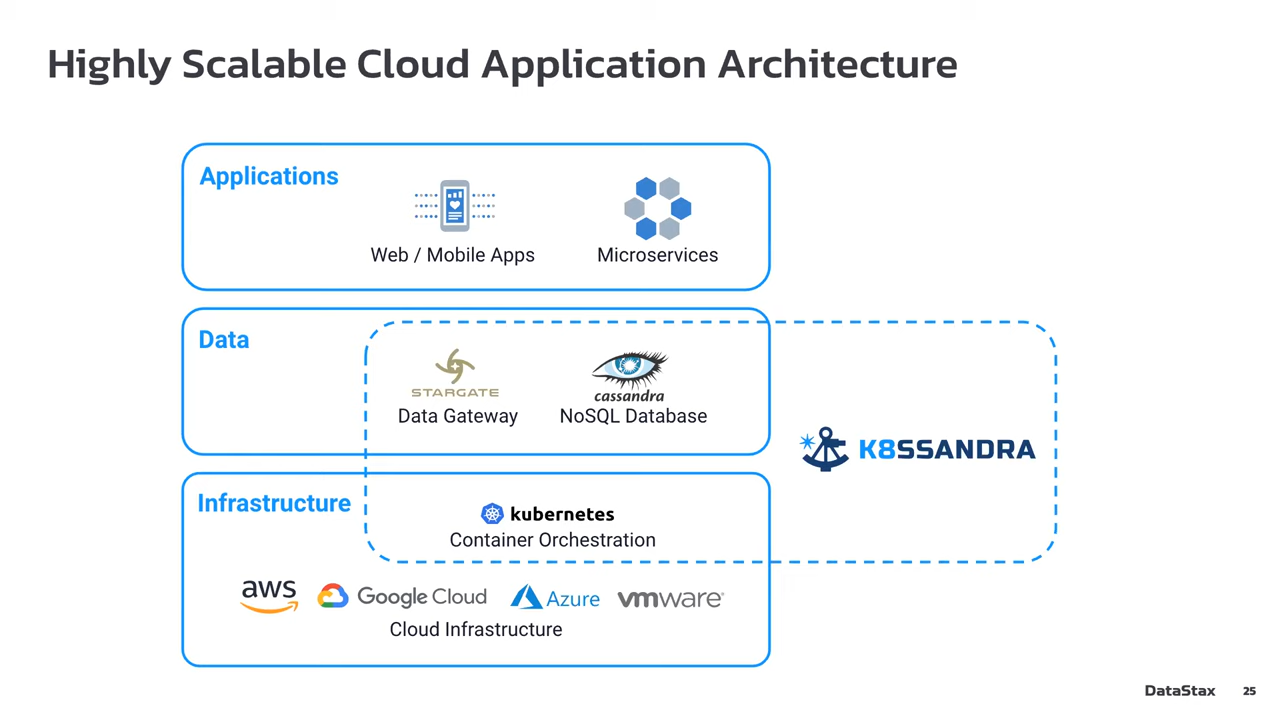 Highly Scalable Cloud Application Architecture
Applications
Web / Mobile Apps
Microservices
Data
STARGATE
cassandra
Data Gateway
NoSQL Database
K8SSANDRA
Infrastructure
kubernetes
Container Orchestration
aws
Google Cloud
Azure
vmware®
Cloud Infrastructure
DataStax
25